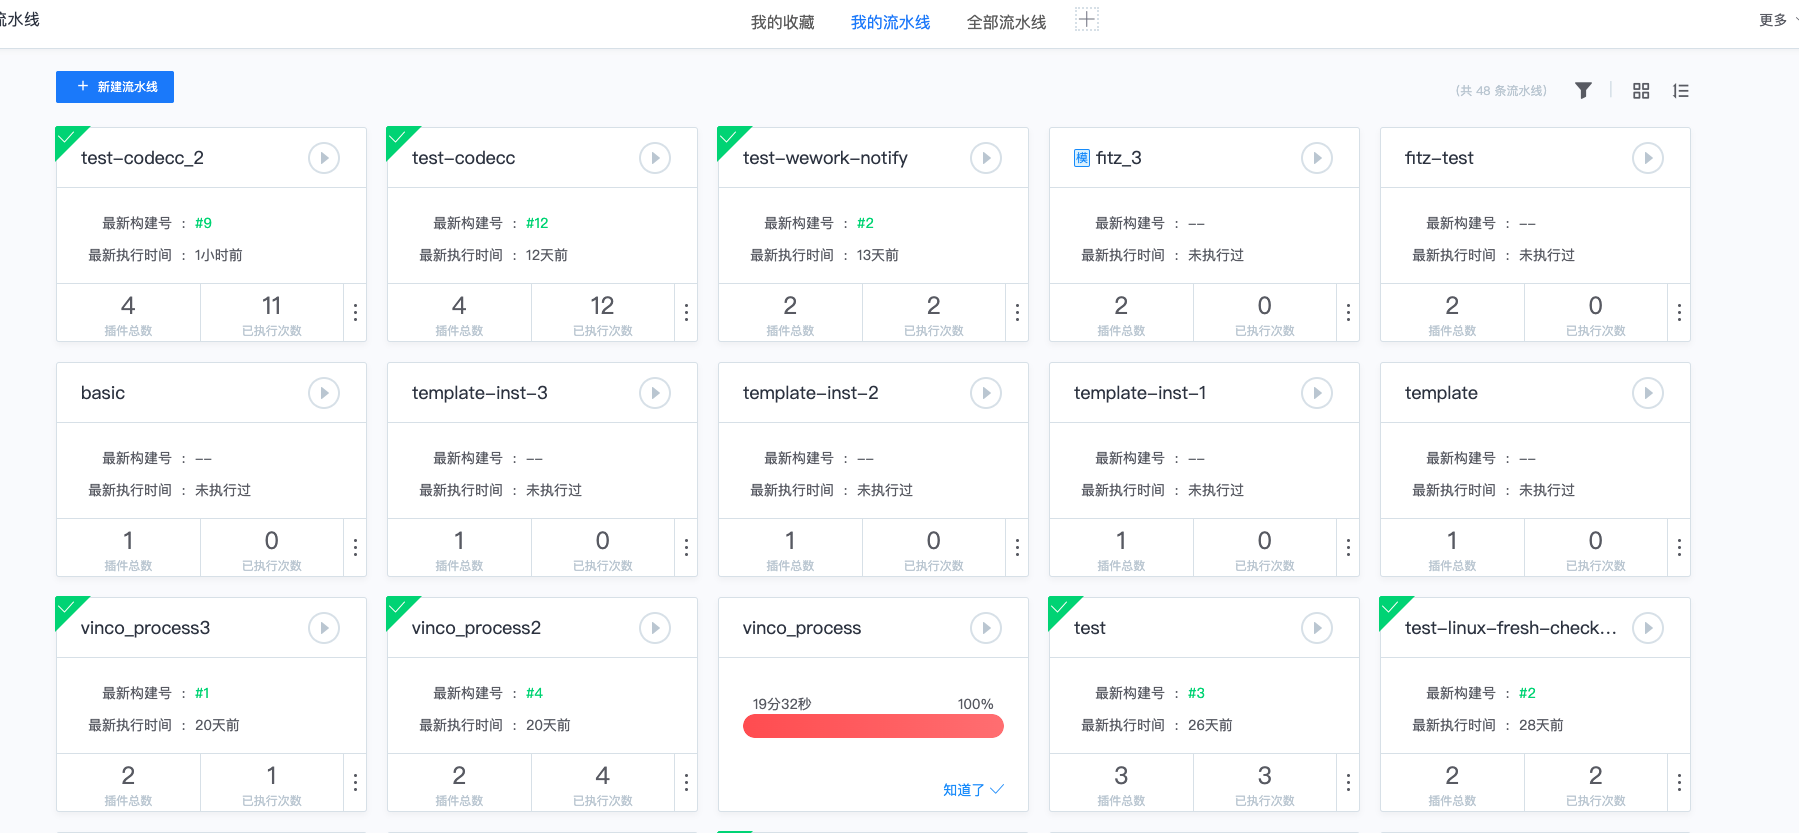 流水线
我的收藏 我的流水线 全部流水线
更多
新建流水线
(共 48 条流水线)
test-codecc_2
最新构建号 : #9
最新执行时间 : 1小时前
4 插件总数
11 已执行次数
test-codecc
最新构建号 : #12
最新执行时间 : 12天前
4 插件总数
12 已执行次数
test-wework-notify
最新构建号 : #2
最新执行时间 : 13天前
2 插件总数
2 已执行次数
模 fitz_3
最新构建号 : --
最新执行时间 : 未执行过
2 插件总数
0 已执行次数
fitz-test
最新构建号 : --
最新执行时间 : 未执行过
2 插件总数
0 已执行次数
basic
最新构建号 : --
最新执行时间 : 未执行过
1 插件总数
0 已执行次数
template-inst-3
最新构建号 : --
最新执行时间 : 未执行过
1 插件总数
0 已执行次数
template-inst-2
最新构建号 : --
最新执行时间 : 未执行过
1 插件总数
0 已执行次数
template-inst-1
最新构建号 : --
最新执行时间 : 未执行过
1 插件总数
0 已执行次数
template
最新构建号 : --
最新执行时间 : 未执行过
1 插件总数
0 已执行次数
vinco_process3
最新构建号 : #1
最新执行时间 : 20天前
2 插件总数
1 已执行次数
vinco_process2
最新构建号 : #4
最新执行时间 : 20天前
2 插件总数
4 已执行次数
vinco_process
19分32秒 100%
知道了
test
最新构建号 : #3
最新执行时间 : 26天前
3 插件总数
3 已执行次数
test-linux-fresh-check...
最新构建号 : #2
最新执行时间 : 28天前
2 插件总数
2 已执行次数